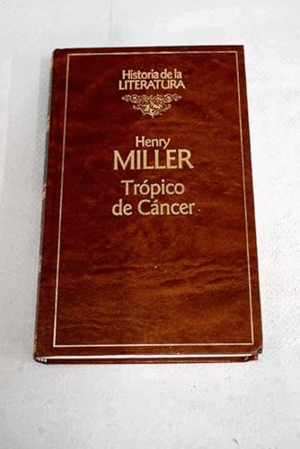 Historia de la
LITERATURA
Henry
MILLER
Trópico
de Cáncer